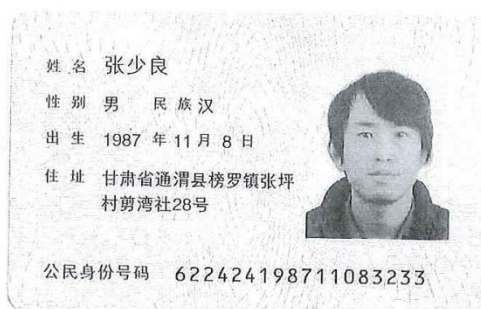 姓名 张少良
性别 男 民族 汉
出生 1987 年 11 月 8 日
住址 甘肃省通渭县榜罗镇张坪
村剪湾社28号
公民身份号码 622424198711083233